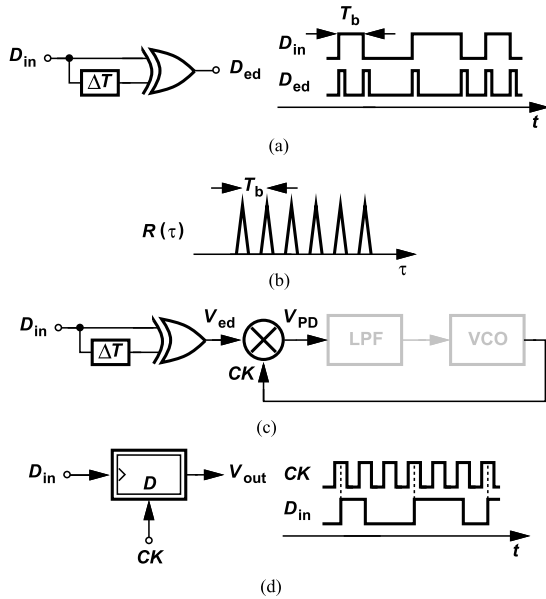 D_in ΔT D_ed
T_b
D_in
D_ed
t
(a)
T_b
R(τ)
τ
(b)
D_in ΔT V_ed V_PD LPF VCO
CK
(c)
D_in D V_out
CK
CK
D_in
t
(d)